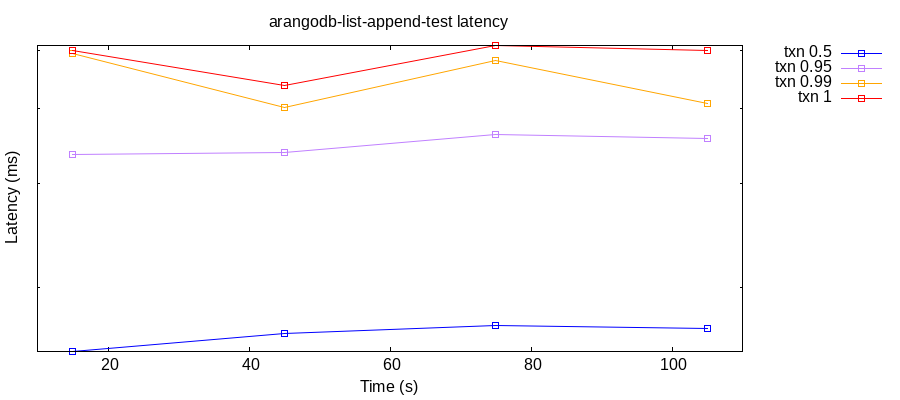 arangodb-list-append-test latency
txn 0.5
txn 0.95
txn 0.99
txn 1
Latency (ms)
20 40 60 80 100
Time (s)